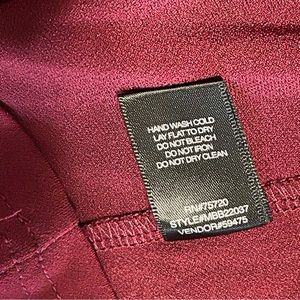 HAND WASH COLD
LAY FLAT TO DRY
DO NOT BLEACH
DO NOT IRON
DO NOT DRY CLEAN
RN#75720
STYLE#MBB22037
VENDOR#59475